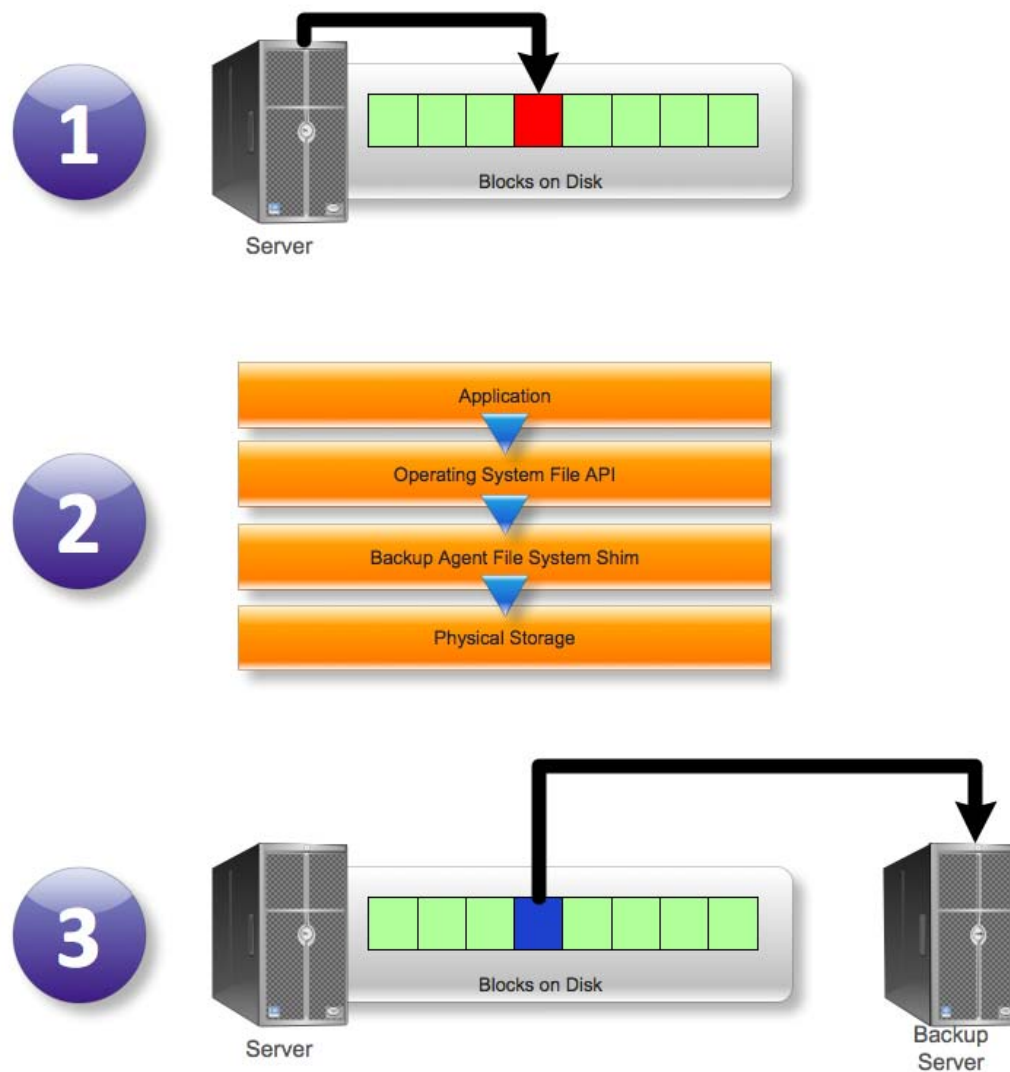 1
Blocks on Disk
Server
2
Application
Operating System File API
Backup Agent File System Shim
Physical Storage
3
Blocks on Disk
Server
Backup
Server